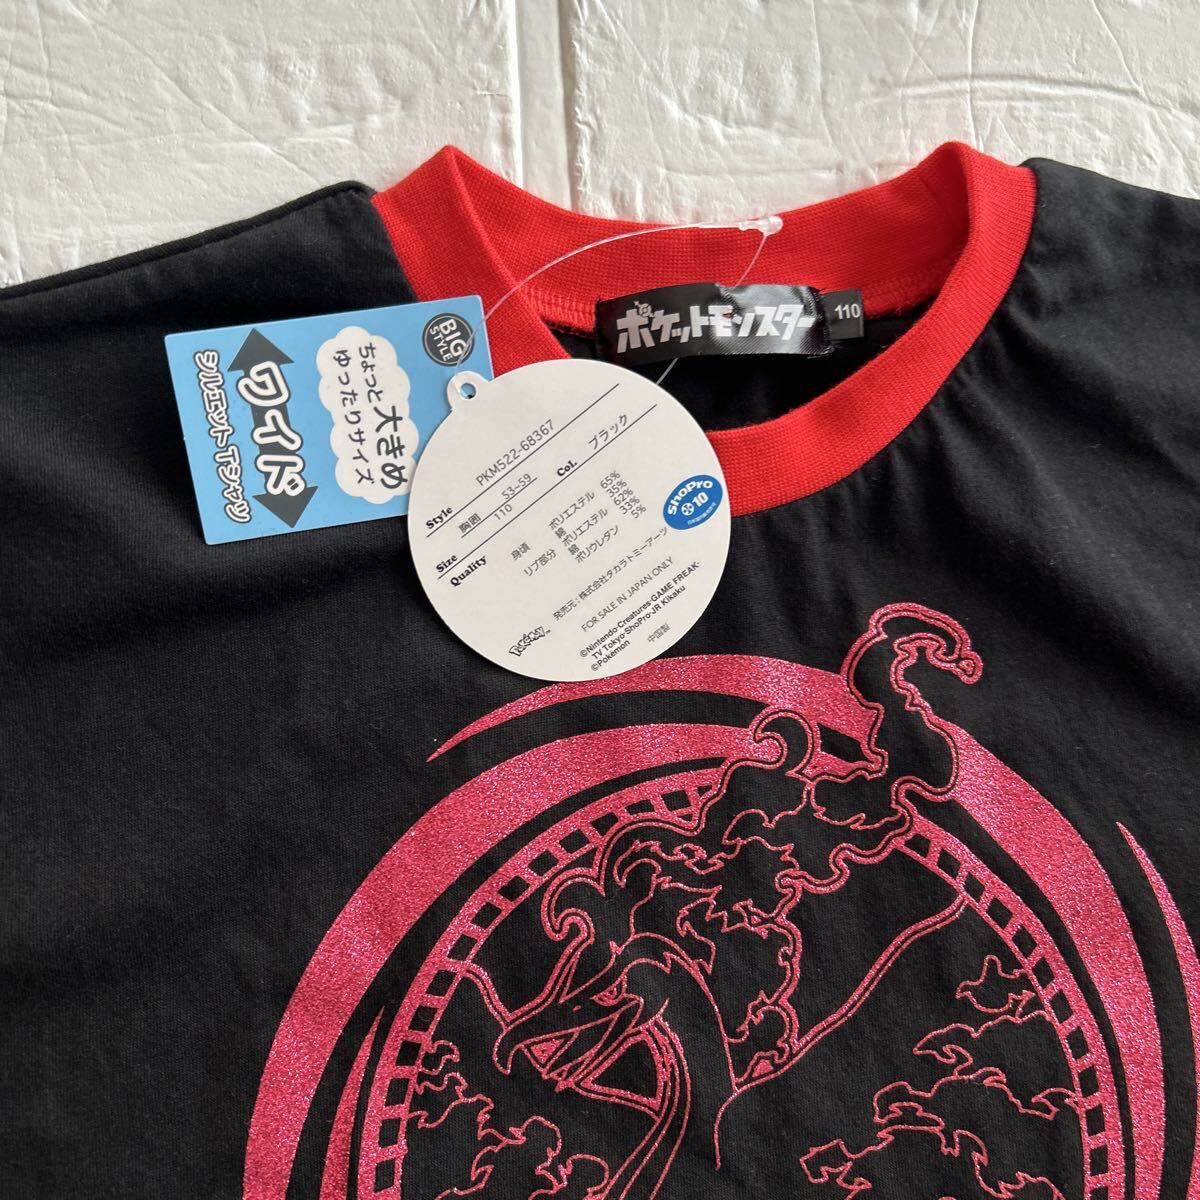 ポケットモンスター
110
BIG
STYLE
ちょっと大きめ
ゆったりサイズ
ワイド
シルエットTシャツ
Style PKM522-68367
胸囲 53~59
Size 110 Col. ブラック
Quality
身頃 ポリエステル 65%
綿 35%
リブ部分 ポリエステル 62%
綿 33%
ポリウレタン 5%
ShoPro
10
発売元:株式会社タカラトミーアーツ
FOR SALE IN JAPAN ONLY
©Nintendo・Creatures・GAME FREAK・
TV Tokyo・ShoPro・JR Kikaku
©Pokémon
中国製
Pokémon